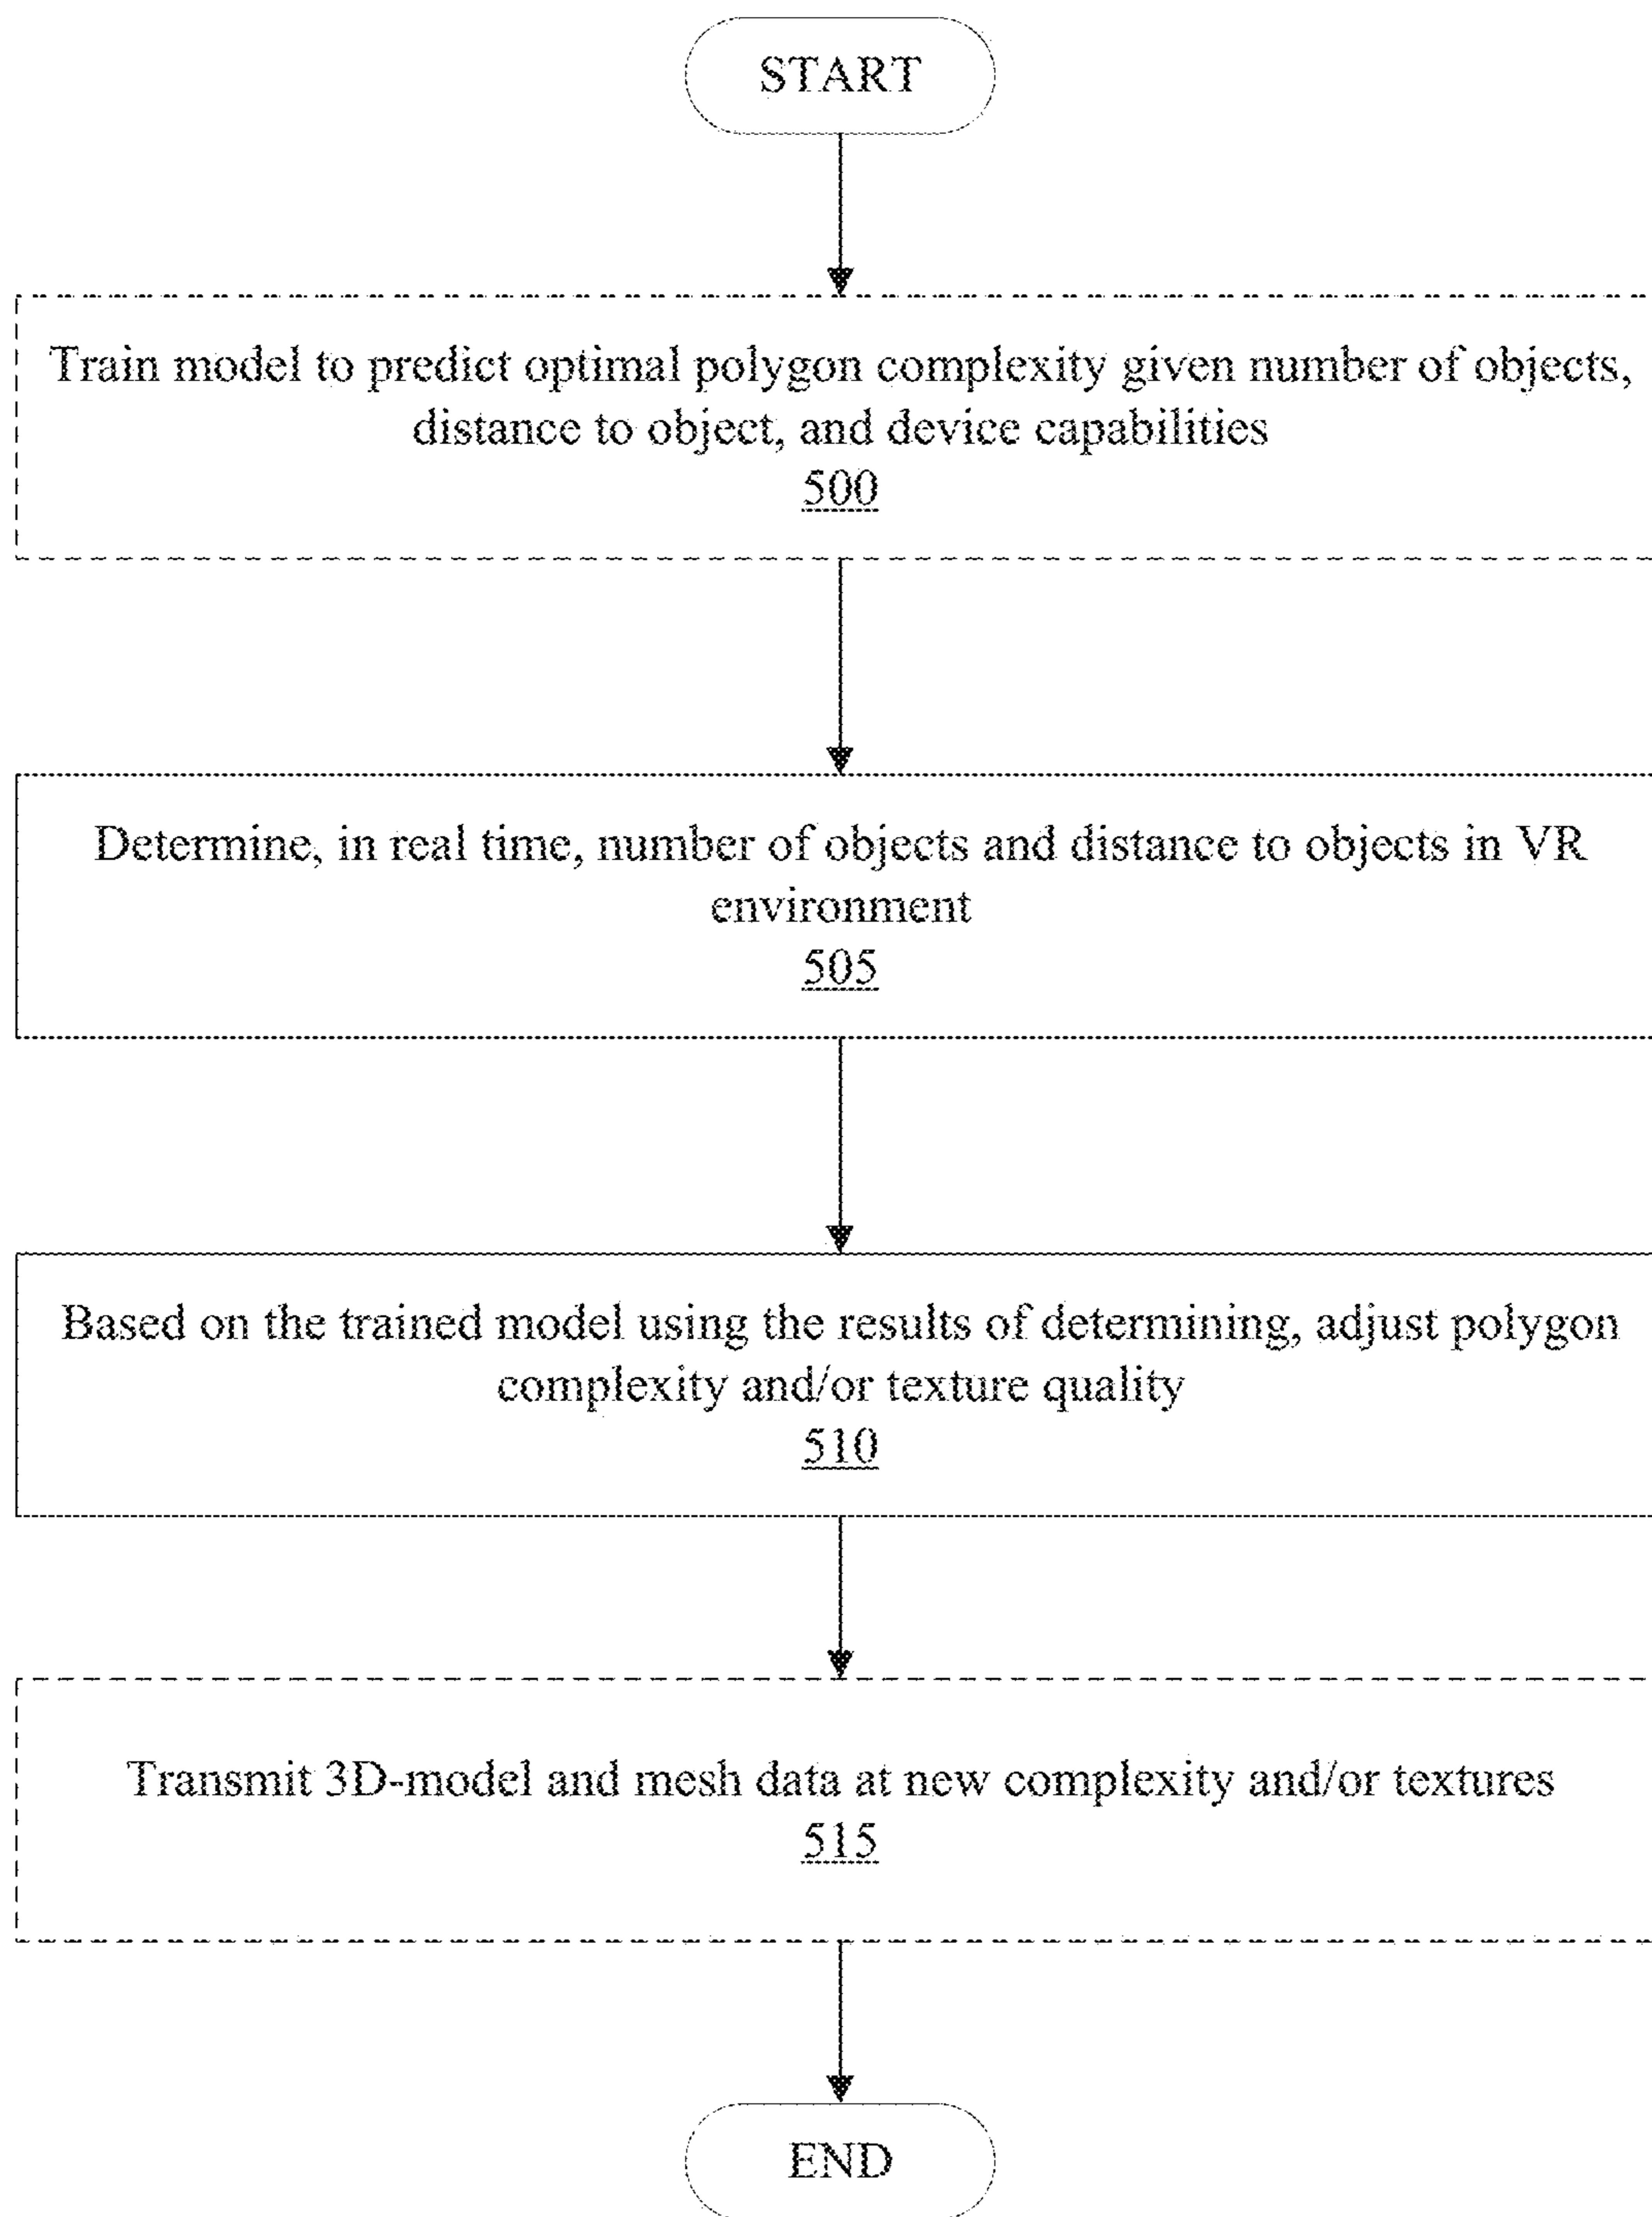 START
Train model to predict optimal polygon complexity given number of objects,
distance to object, and device capabilities
500
Determine, in real time, number of objects and distance to objects in VR
environment
505
Based on the trained model using the results of determining, adjust polygon
complexity and/or texture quality
510
Transmit 3D-model and mesh data at new complexity and/or textures
515
END